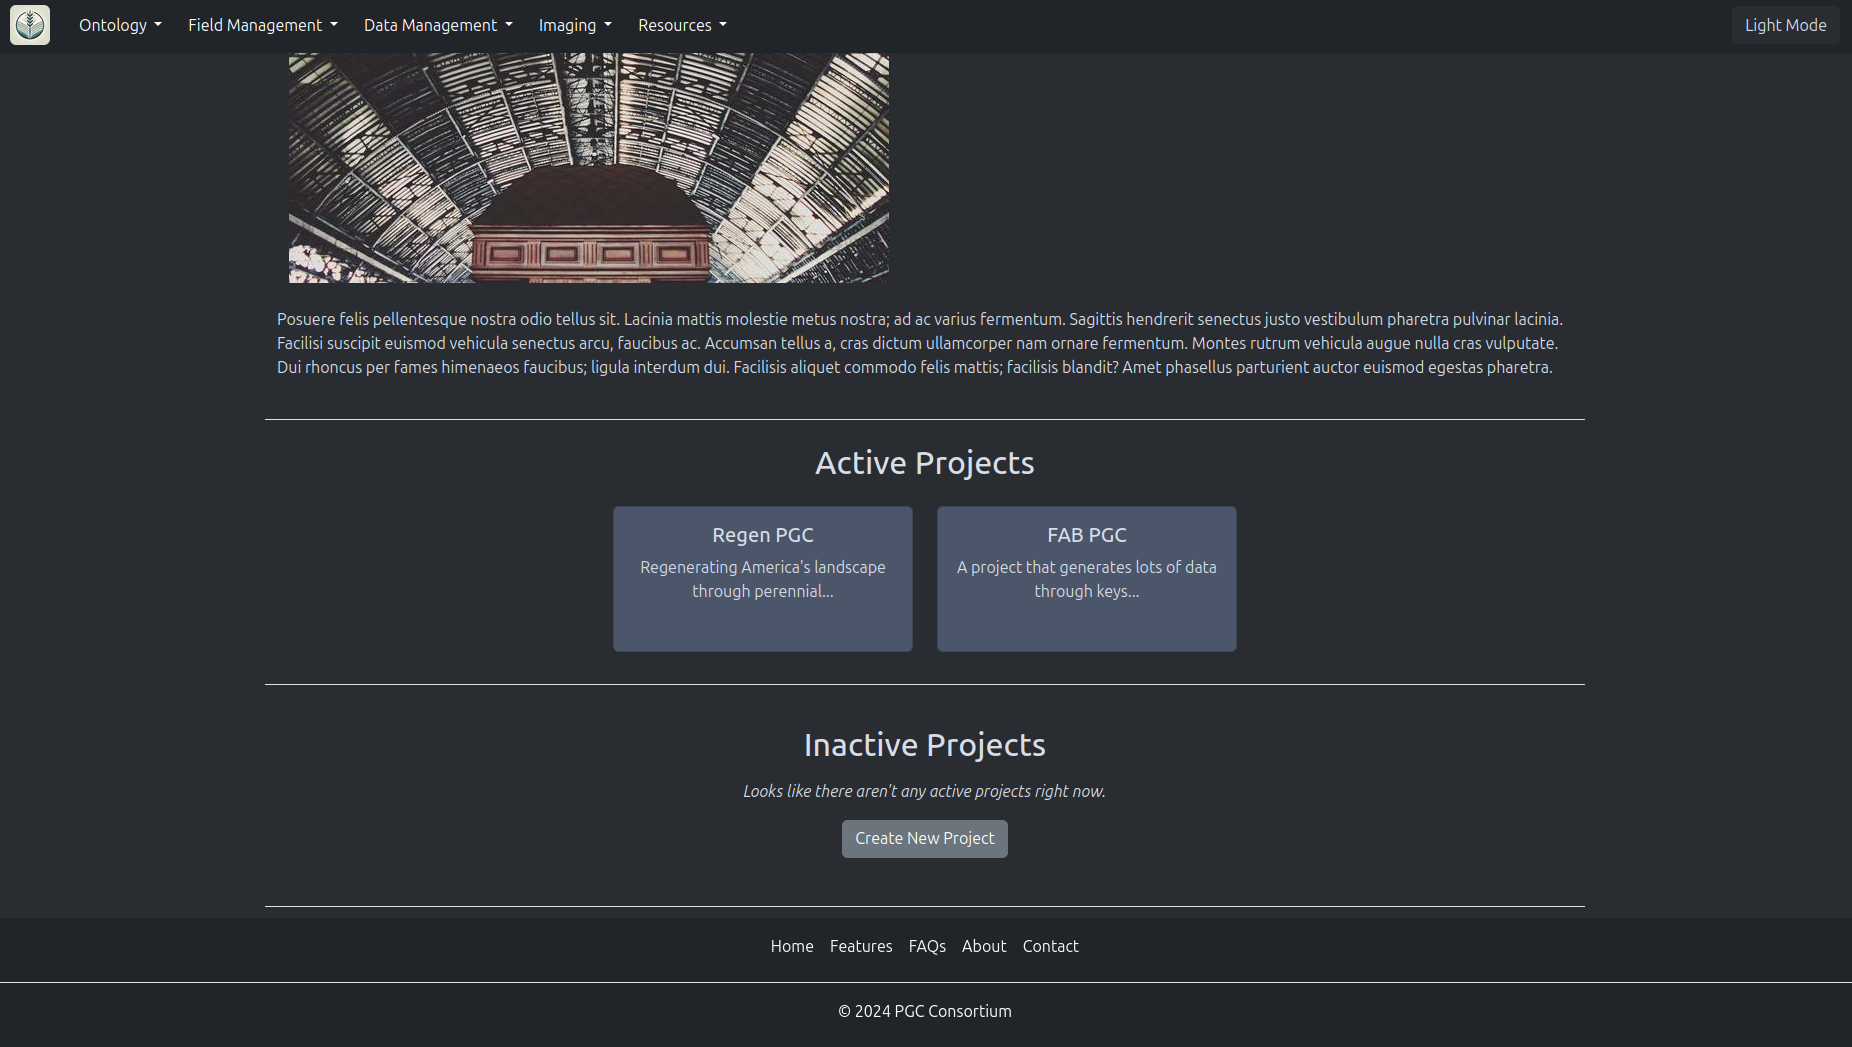 Ontology
Field Management
Data Management
Imaging
Resources
Light Mode
Posuere felis pellentesque nostra odio tellus sit. Lacinia mattis molestie metus nostra; ad ac varius fermentum. Sagittis hendrerit senectus justo vestibulum pharetra pulvinar lacinia.
Facilisi suscipit euismod vehicula senectus arcu, faucibus ac. Accumsan tellus a, cras dictum ullamcorper nam ornare fermentum. Montes rutrum vehicula augue nulla cras vulputate.
Dui rhoncus per fames himenaeos faucibus; ligula interdum dui. Facilisis aliquet commodo felis mattis; facilisis blandit? Amet phasellus parturient auctor euismod egestas pharetra.
Active Projects
Regen PGC
Regenerating America's landscape
through perennial...
FAB PGC
A project that generates lots of data
through keys...
Inactive Projects
Looks like there aren't any active projects right now.
Create New Project
Home Features FAQs About Contact
© 2024 PGC Consortium